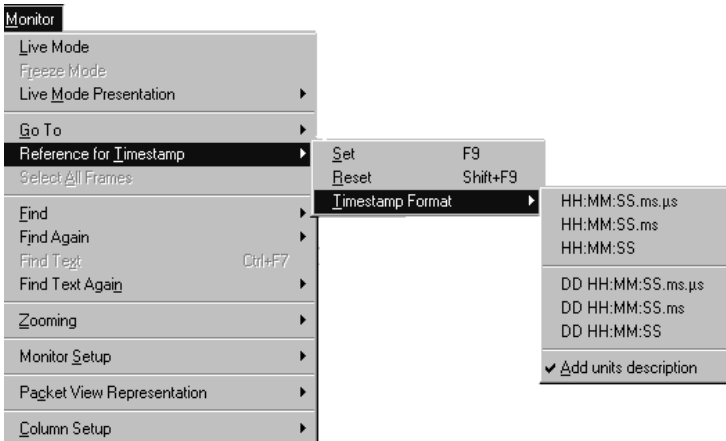 Monitor
Live Mode
Freeze Mode
Live Mode Presentation
Go To
Reference for Timestamp
Select All Frames
Find
Find Again
Find Text Ctrl+F7
Find Text Again
Zooming
Monitor Setup
Packet View Representation
Column Setup
Set F9
Reset Shift+F9
Timestamp Format
HH:MM:SS.ms.µs
HH:MM:SS.ms
HH:MM:SS
DD HH:MM:SS.ms.µs
DD HH:MM:SS.ms
DD HH:MM:SS
Add units description